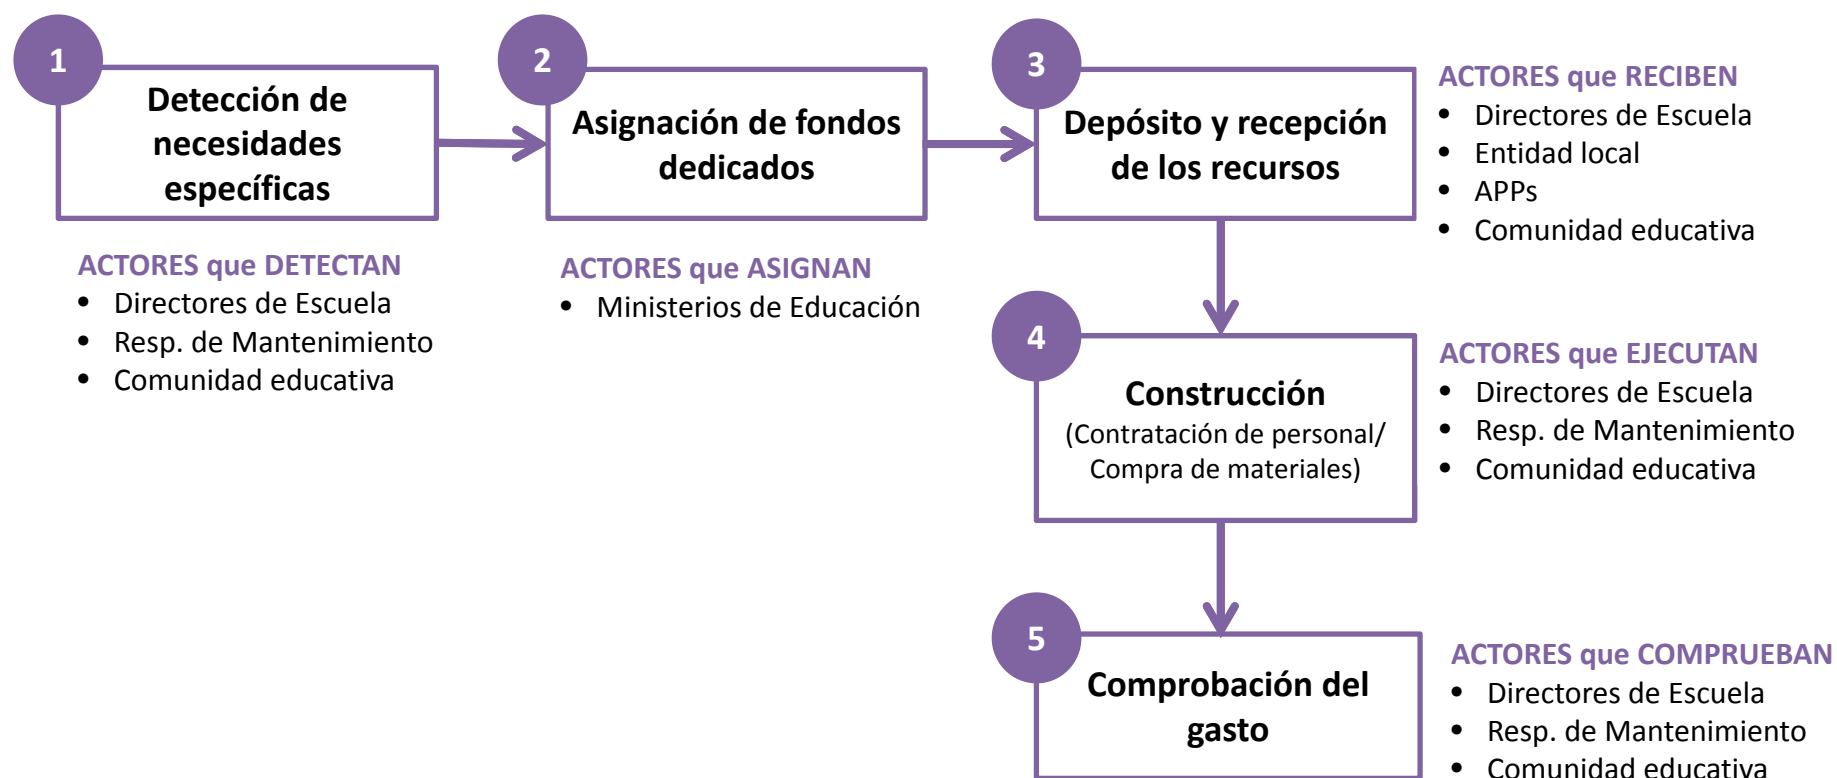 1
Detección de
necesidades
específicas
ACTORES que DETECTAN
• Directores de Escuela
• Resp. de Mantenimiento
• Comunidad educativa
2
Asignación de fondos
dedicados
ACTORES que ASIGNAN
• Ministerios de Educación
3
Depósito y recepción
de los recursos
ACTORES que RECIBEN
• Directores de Escuela
• Entidad local
• APPs
• Comunidad educativa
4
Construcción
(Contratación de personal/
Compra de materiales)
ACTORES que EJECUTAN
• Directores de Escuela
• Resp. de Mantenimiento
• Comunidad educativa
5
Comprobación del
gasto
ACTORES que COMPRUEBAN
• Directores de Escuela
• Resp. de Mantenimiento
• Comunidad educativa